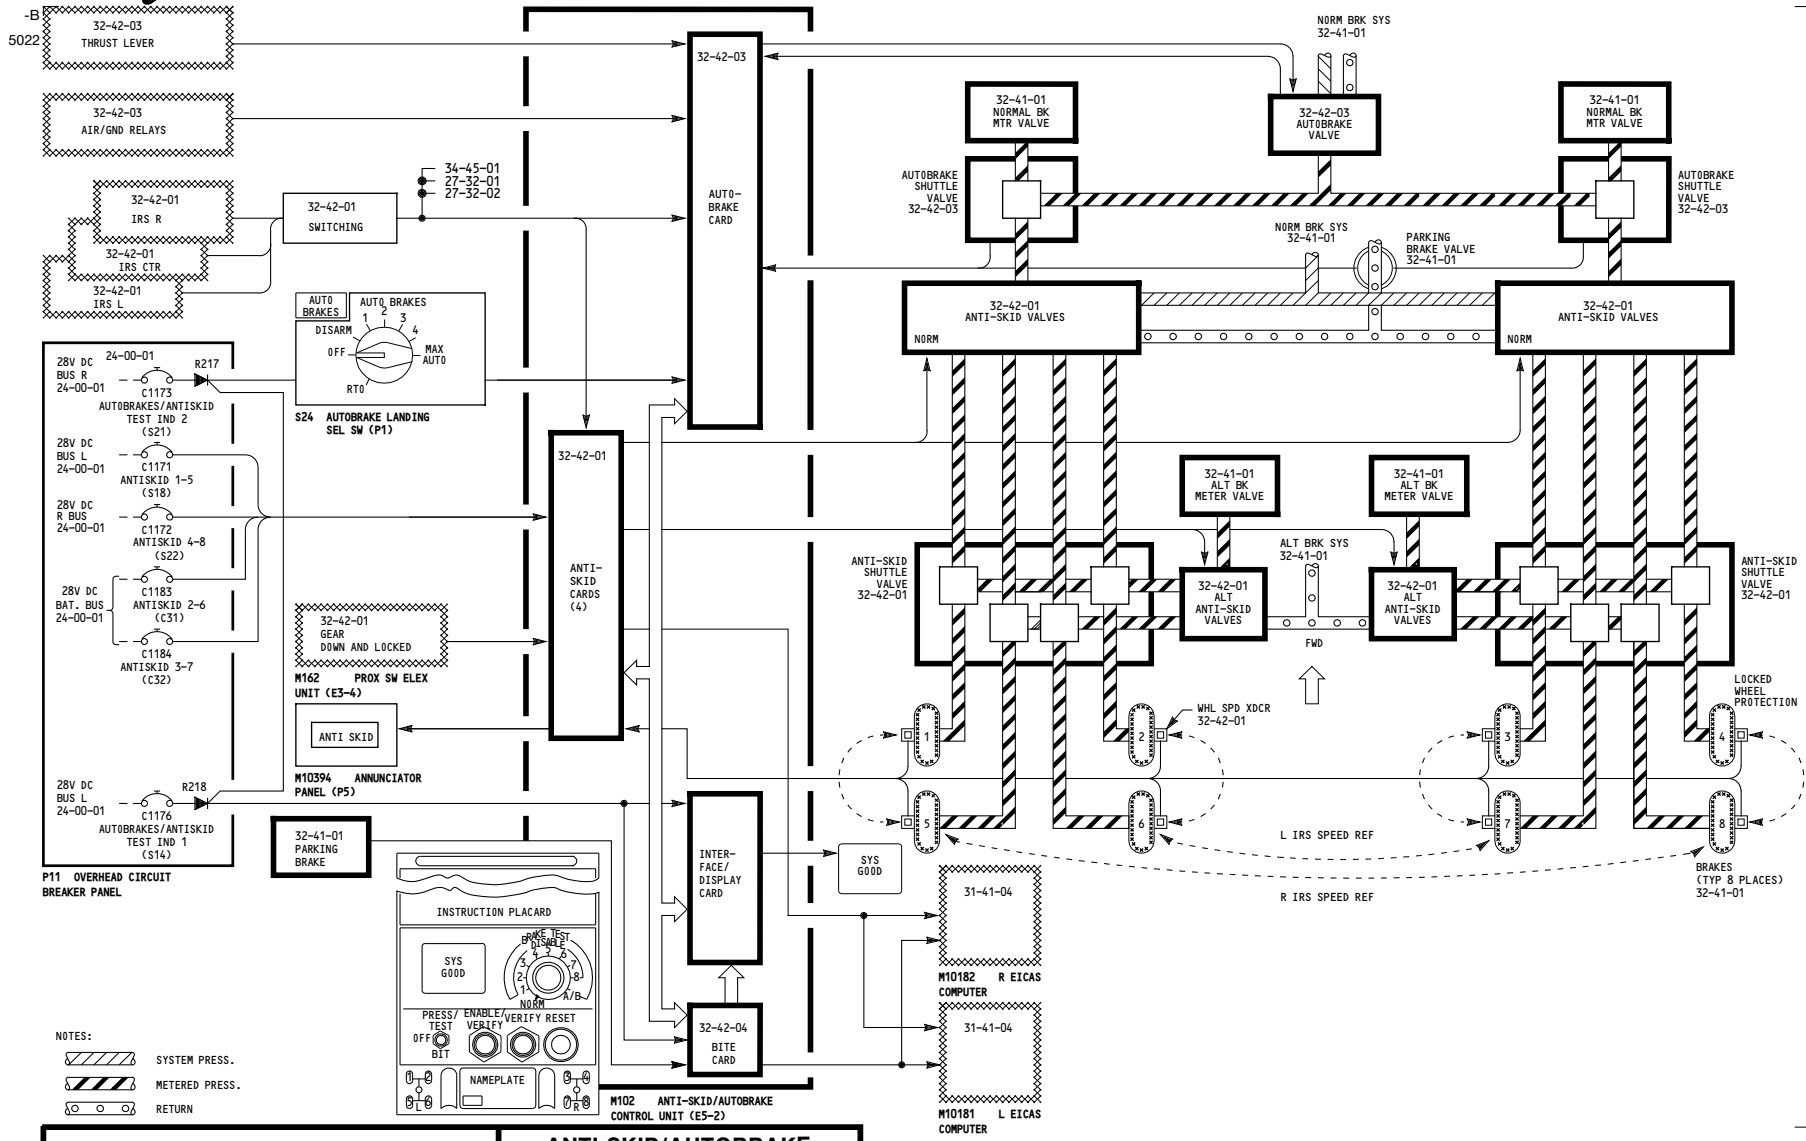 -B
5022
32-42-03
THRUST LEVER
32-42-03
AIR/GND RELAYS
32-42-01
IRS R
32-42-01
IRS CTR
32-42-01
IRS L
32-42-01
SWITCHING
34-45-01
27-32-01
27-32-02
AUTO
BRAKES
AUTO BRAKES
DISARM
1
2
3
4
OFF
MAX
AUTO
RTO
S24 AUTOBRAKE LANDING
SEL SW (P1)
24-00-01
28V DC
BUS R
24-00-01
R217
C1173
AUTOBRAKES/ANTISKID
TEST IND 2
(S21)
28V DC
BUS L
24-00-01
C1171
ANTISKID 1-5
(S18)
28V DC
R BUS
24-00-01
C1172
ANTISKID 4-8
(S22)
28V DC
BAT. BUS
24-00-01
C1183
ANTISKID 2-6
(C31)
C1184
ANTISKID 3-7
(C32)
28V DC
BUS L
24-00-01
R218
C1176
AUTOBRAKES/ANTISKID
TEST IND 1
(S14)
P11 OVERHEAD CIRCUIT
BREAKER PANEL
32-42-01
GEAR
DOWN AND LOCKED
M162 PROX SW ELEX
UNIT (E3-4)
ANTI SKID
M10394 ANNUNCIATOR
PANEL (P5)
32-41-01
PARKING
BRAKE
INSTRUCTION PLACARD
SYS
GOOD
BRAKE TEST
DISABLE
1
2
3
4
5
6
7
8
A/B
NORM
PRESS/
TEST
OFF
BIT
ENABLE/
VERIFY
VERIFY
RESET
NAMEPLATE
1 2
5 6
L
3 4
7 8
R
32-42-03
AUTO-
BRAKE
CARD
32-42-01
ANTI-
SKID
CARDS
(4)
INTER-
FACE/
DISPLAY
CARD
32-42-04
BITE
CARD
M102 ANTI-SKID/AUTOBRAKE
CONTROL UNIT (E5-2)
SYS
GOOD
31-41-04
M10182 R EICAS
COMPUTER
31-41-04
M10181 L EICAS
COMPUTER
NORM BRK SYS
32-41-01
32-41-01
NORMAL BK
MTR VALVE
32-42-03
AUTOBRAKE
VALVE
32-41-01
NORMAL BK
MTR VALVE
AUTOBRAKE
SHUTTLE
VALVE
32-42-03
AUTOBRAKE
SHUTTLE
VALVE
32-42-03
NORM BRK SYS
32-41-01
PARKING
BRAKE VALVE
32-41-01
32-42-01
ANTI-SKID VALVES
NORM
32-42-01
ANTI-SKID VALVES
NORM
32-41-01
ALT BK
METER VALVE
32-41-01
ALT BK
METER VALVE
ANTI-SKID
SHUTTLE
VALVE
32-42-01
32-42-01
ALT
ANTI-SKID
VALVES
ALT BRK SYS
32-41-01
32-42-01
ALT
ANTI-SKID
VALVES
ANTI-SKID
SHUTTLE
VALVE
32-42-01
FWD
WHL SPD XDCR
32-42-01
LOCKED
WHEEL
PROTECTION
1
2
3
4
5
6
7
8
L IRS SPEED REF
R IRS SPEED REF
BRAKES
(TYP 8 PLACES)
32-41-01
NOTES:
SYSTEM PRESS.
METERED PRESS.
RETURN
ANTI-SKID/AUTOBRAKE